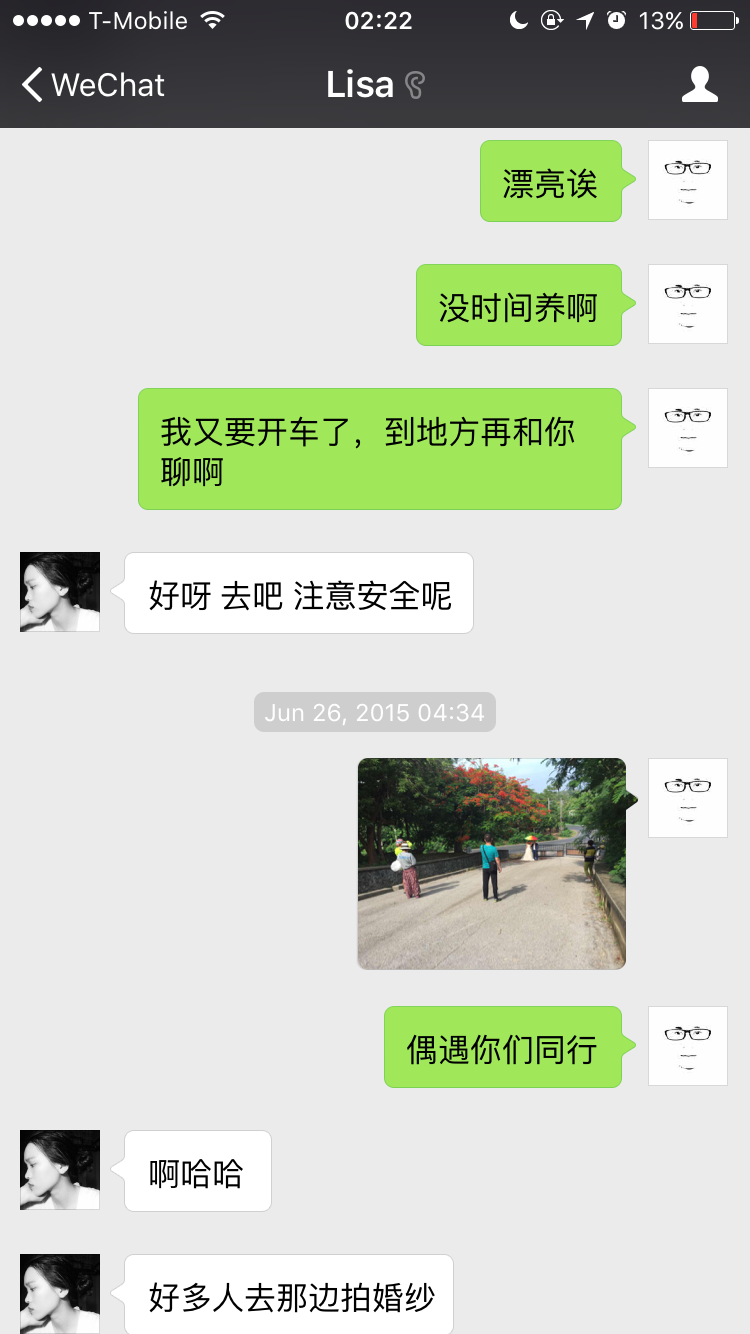 T-Mobile 02:22 13%
WeChat Lisa
漂亮诶
没时间养啊
我又要开车了，到地方再和你
聊啊
好呀 去吧 注意安全呢
Jun 26, 2015 04:34
偶遇你们同行
啊哈哈
好多人去那边拍婚纱